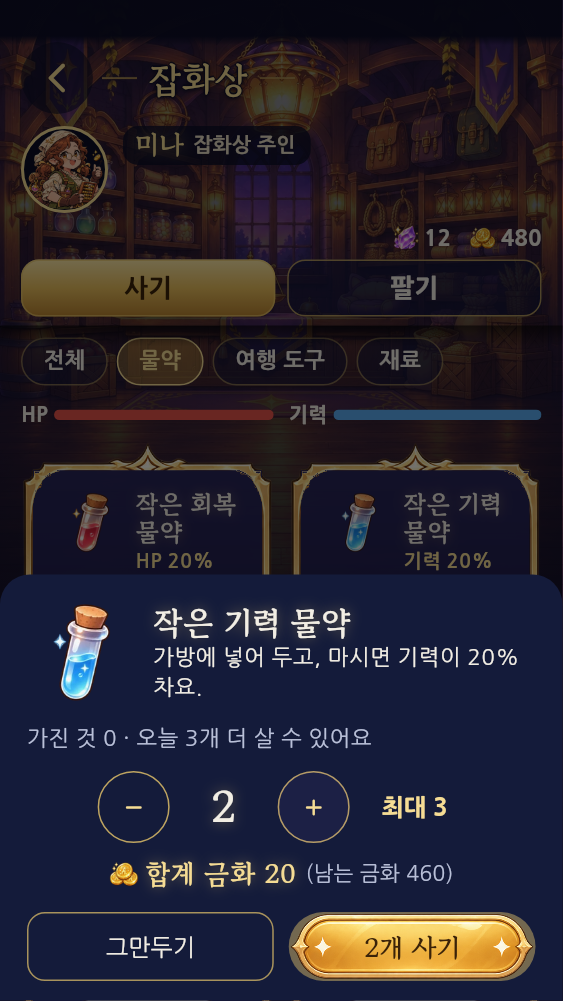 잡화상
미나 잡화상 주인
12 480
사기 팔기
전체 물약 여행 도구 재료
HP 기력
작은 회복 물약
HP 20%
작은 기력 물약
기력 20%
작은 기력 물약
가방에 넣어 두고, 마시면 기력이 20%
차요.
가진 것 0 · 오늘 3개 더 살 수 있어요
− 2 + 최대 3
합계 금화 20 (남는 금화 460)
그만두기 2개 사기